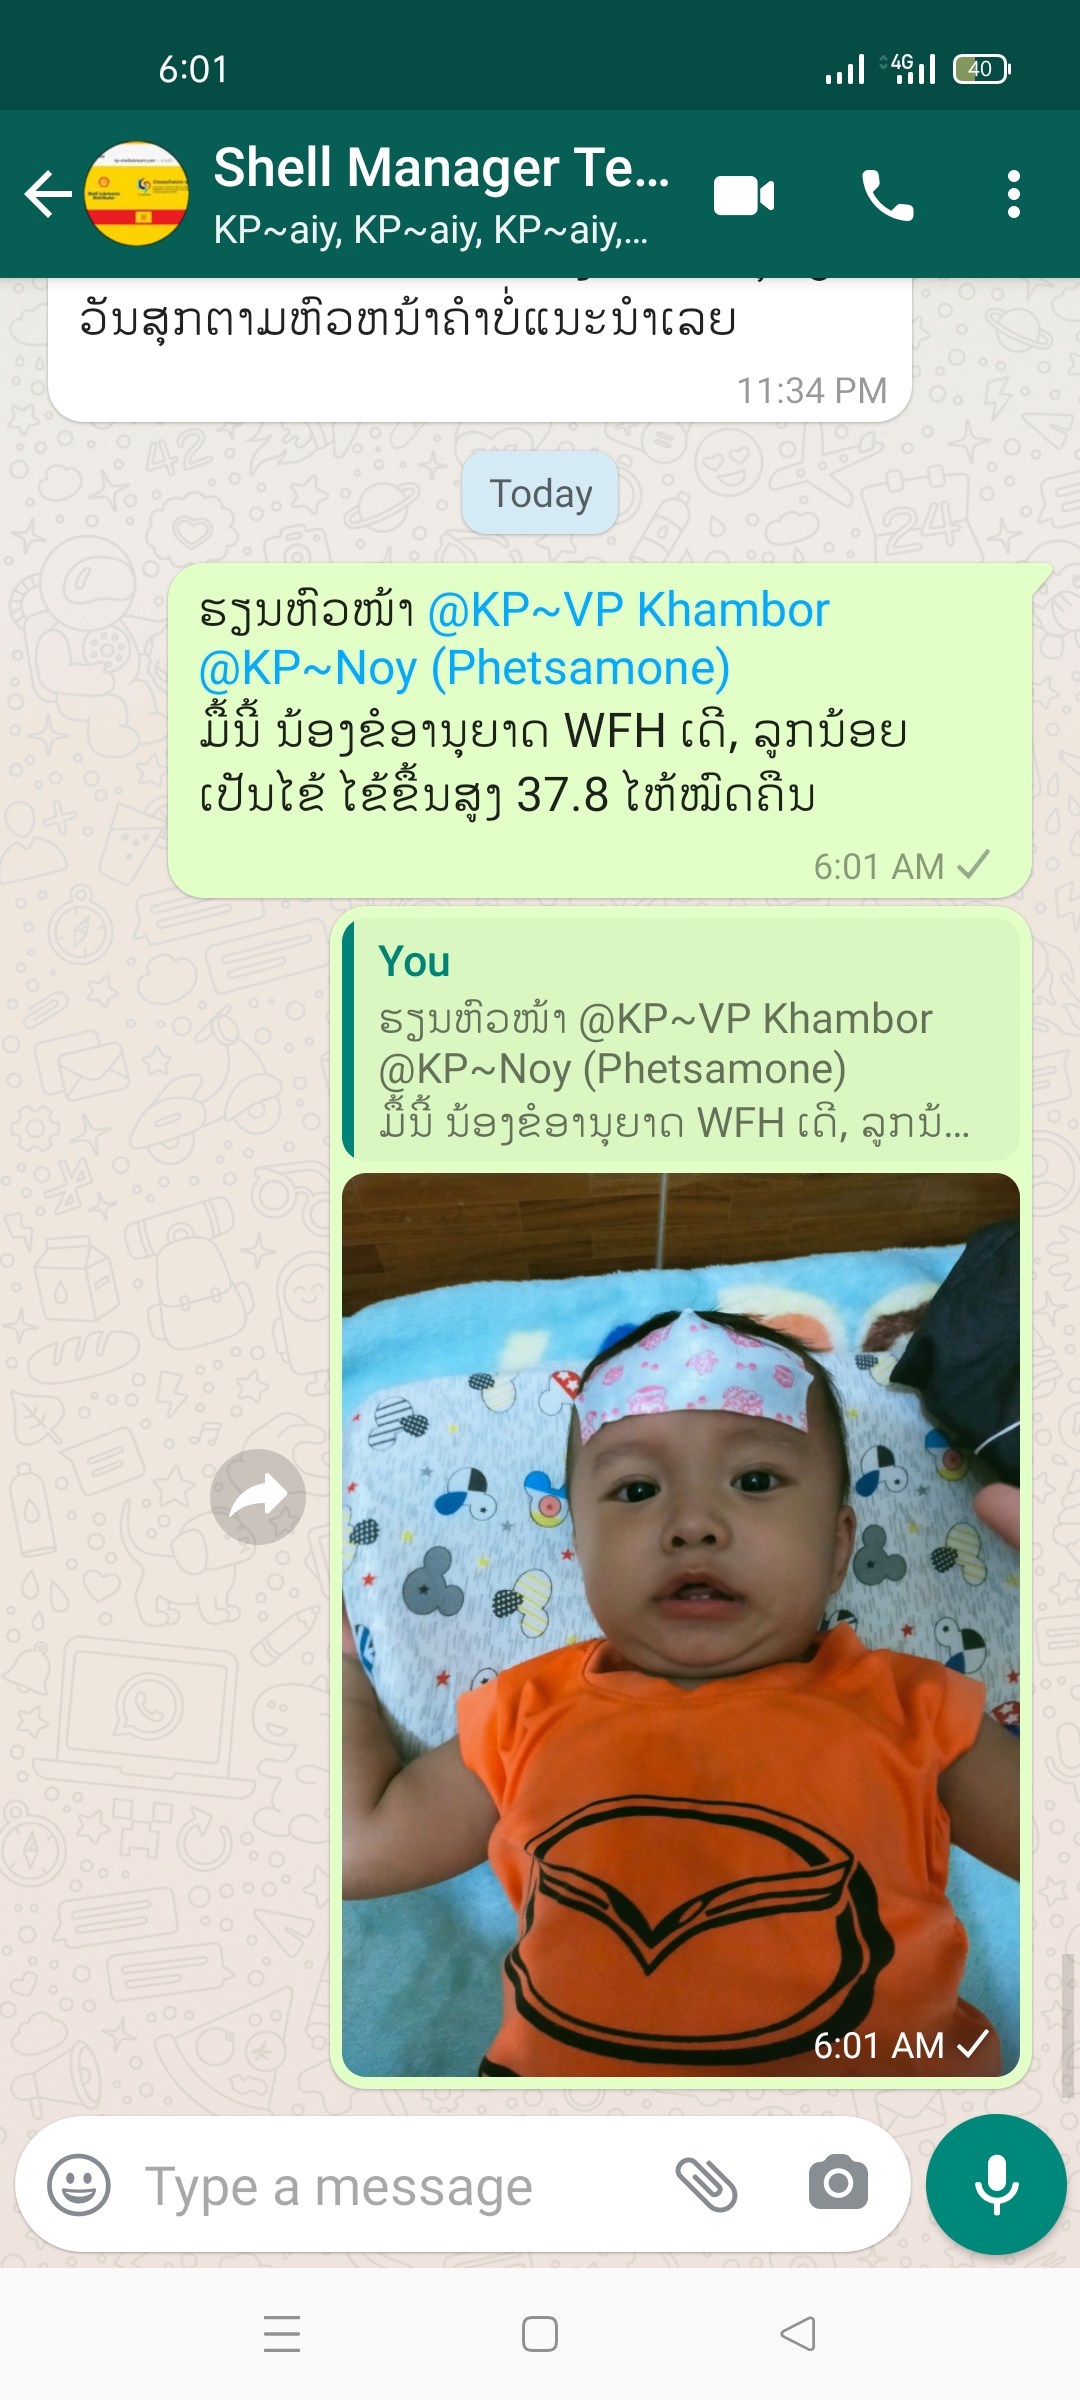 6:01
4G
40
Shell Manager Te...
KP~aiy, KP~aiy, KP~aiy,...
ວັນສຸກຕາມຫົວຫນ້າຄຳບໍ່ແນະນຳເລຍ
11:34 PM
Today
ຮຽນຫົວໜ້າ @KP~VP Khambor
@KP~Noy (Phetsamone)
ມື້ນີ້ ນ້ອງຂໍອານຸຍາດ WFH ເດີ, ລູກນ້ອຍ
ເປັນໄຂ້ ໄຂ້ຂື້ນສູງ 37.8 ໄຫ້ໝົດຄືນ
6:01 AM
You
ຮຽນຫົວໜ້າ @KP~VP Khambor
@KP~Noy (Phetsamone)
ມື້ນີ້ ນ້ອງຂໍອານຸຍາດ WFH ເດີ, ລູກນ້...
6:01 AM
Type a message